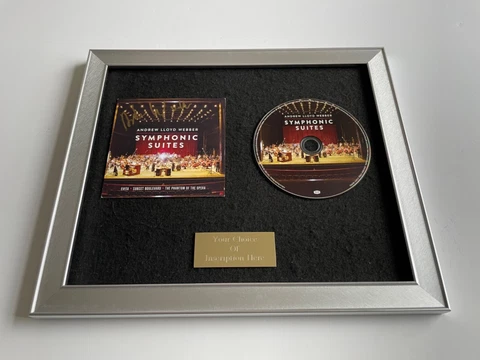 ANDREW LLOYD WEBBER
SYMPHONIC
SUITES
EVITA | SUNSET BOULEVARD | THE PHANTOM OF THE OPERA
ANDREW LLOYD WEBBER
SYMPHONIC
SUITES
Your Choice
Of
Inscription Here